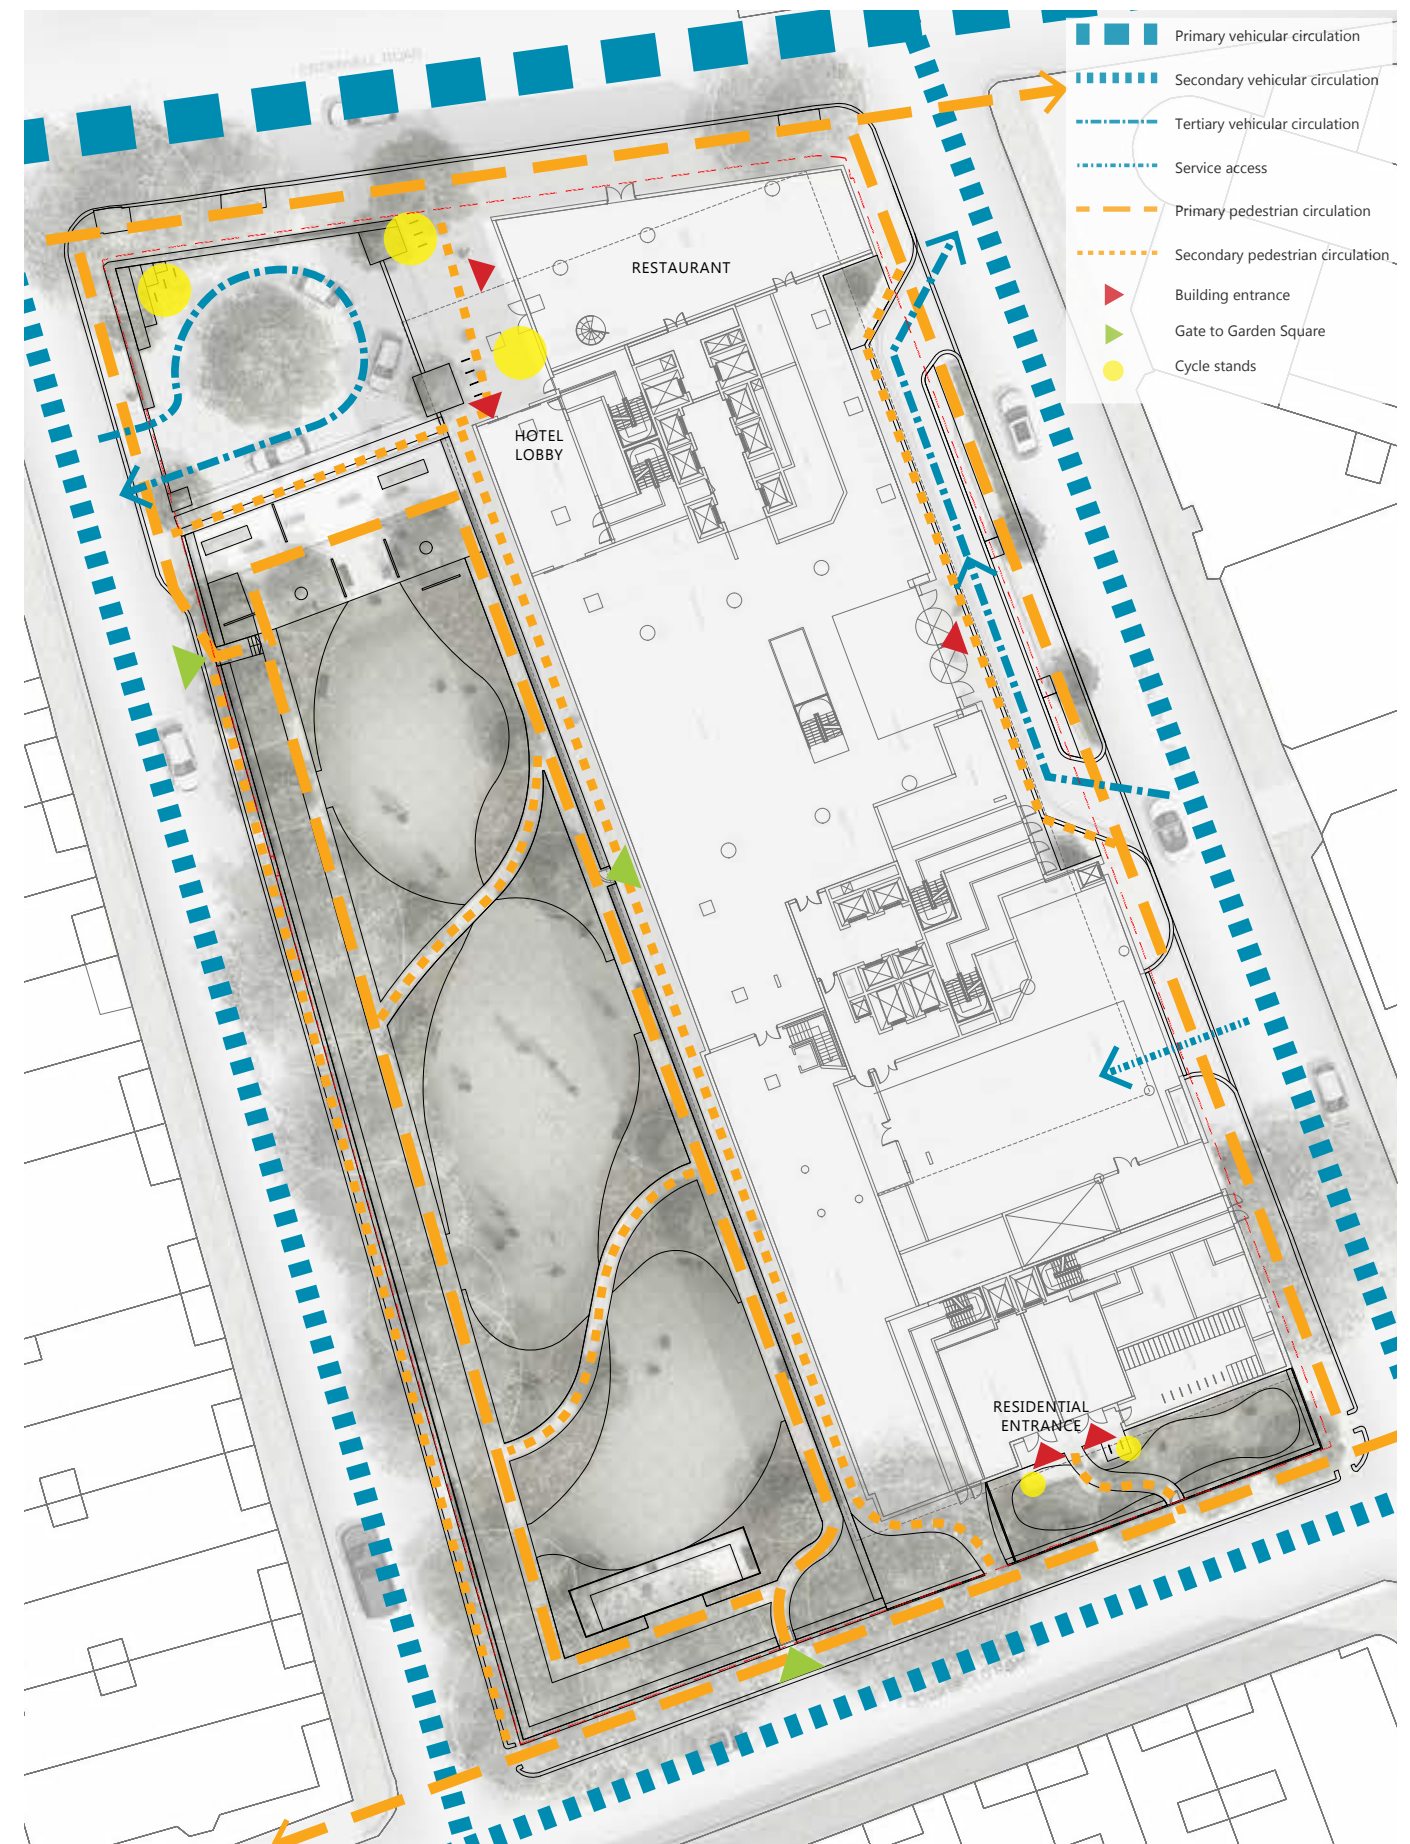 Primary vehicular circulation
Secondary vehicular circulation
Tertiary vehicular circulation
Service access
Primary pedestrian circulation
Secondary pedestrian circulation
Building entrance
Gate to Garden Square
Cycle stands
RESTAURANT
HOTEL
LOBBY
RESIDENTIAL
ENTRANCE